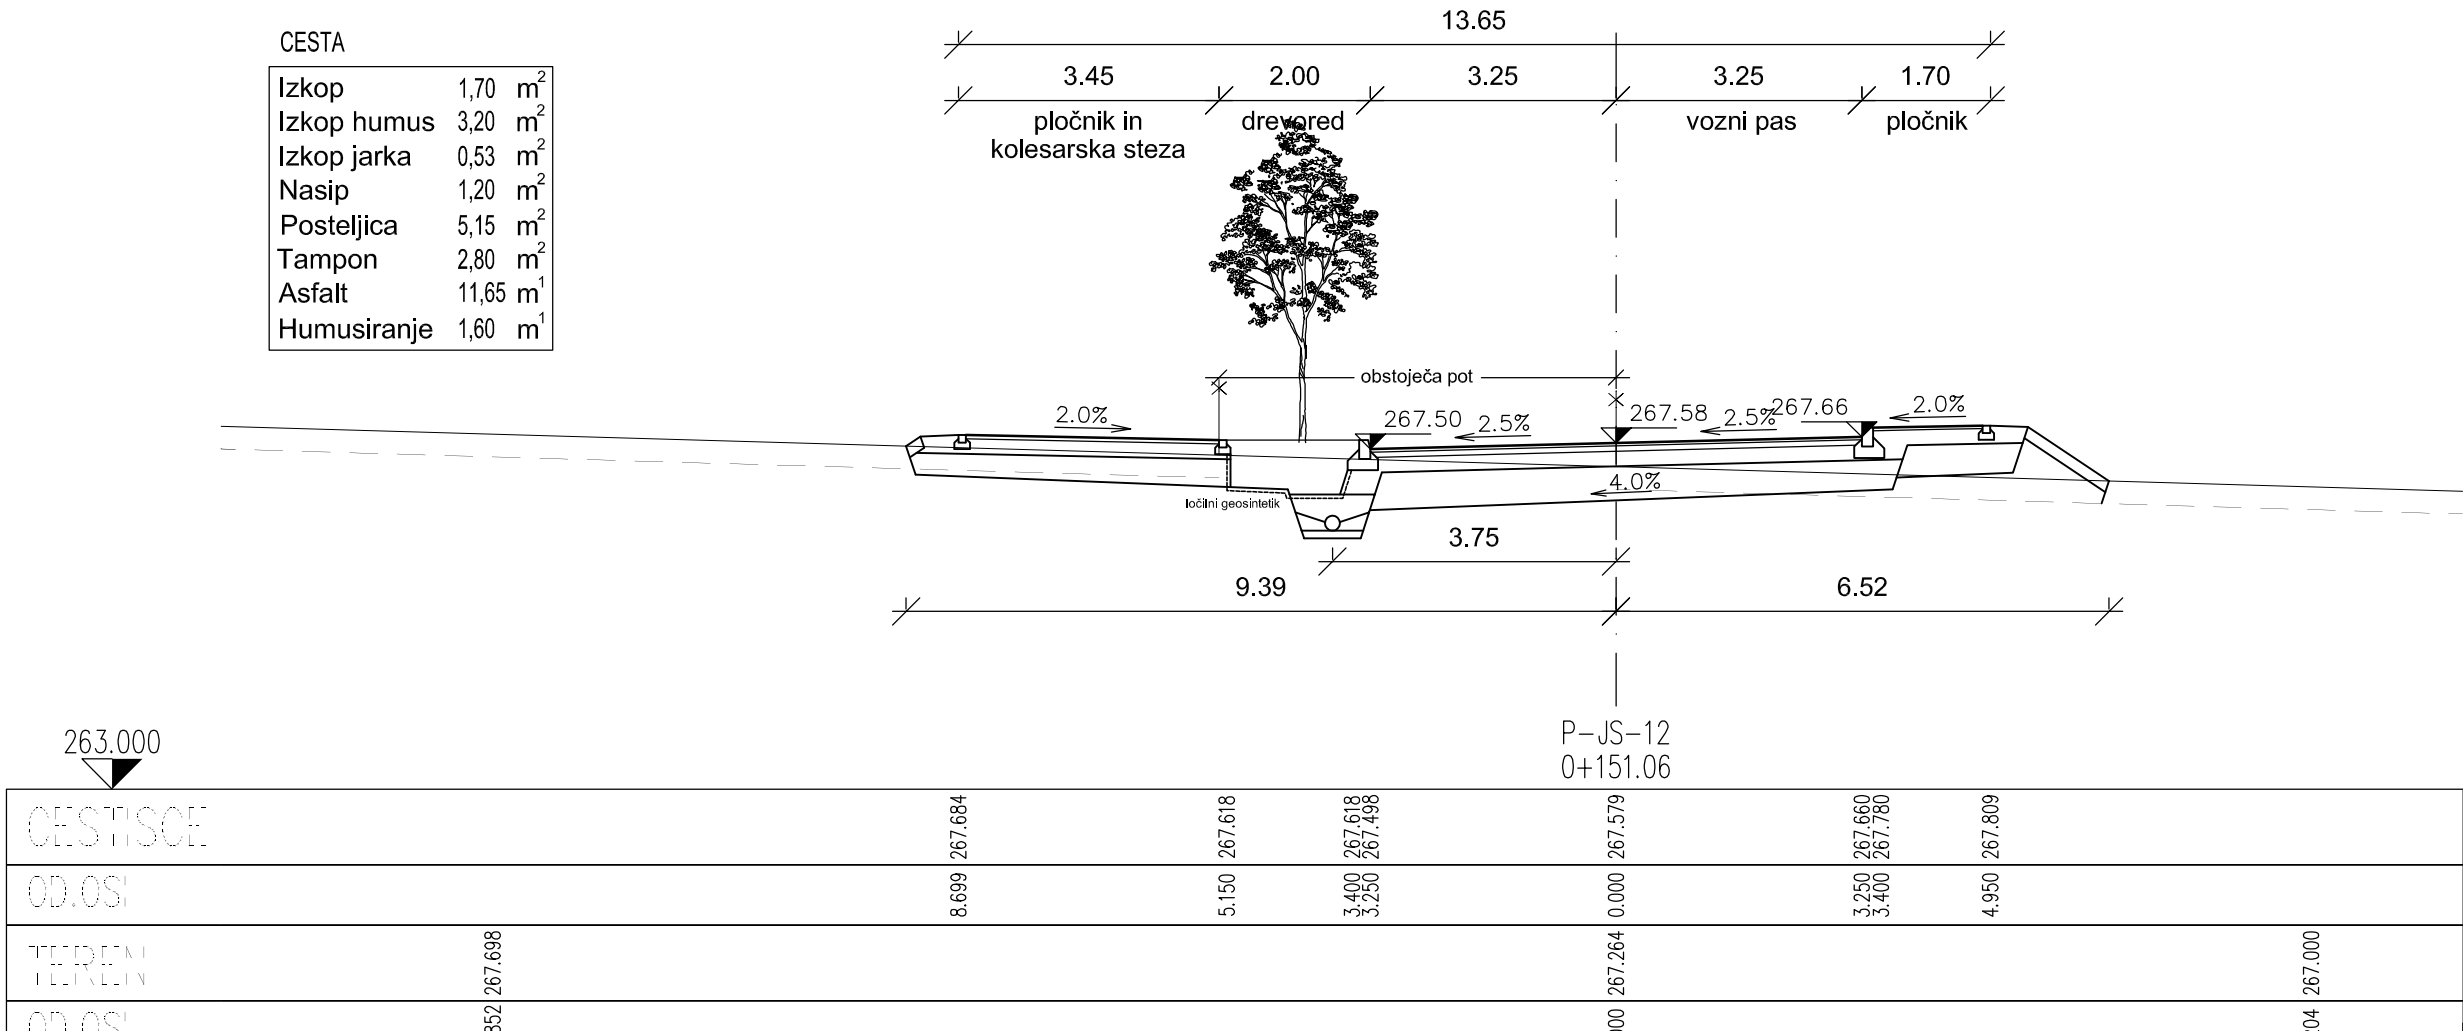 CESTA
Izkop 1,70 m²
Izkop humus 3,20 m²
Izkop jarka 0,53 m²
Nasip 1,20 m²
Posteljica 5,15 m²
Tampon 2,80 m²
Asfalt 11,65 m¹
Humusiranje 1,60 m¹
13.65
3.45 2.00 3.25 3.25 1.70
pločnik in
kolesarska steza
drevored
vozni pas
pločnik
obstoječa pot
2.0% 267.50 2.5% 267.58 2.5% 267.66 2.0%
4.0%
ločilni geosintetik
3.75
9.39 6.52
263.000
P-JS-12
0+151.06
CESTISCE 267.684 267.618 267.618 267.498 267.579 267.660 267.780 267.809
OD.OSI 8.699 5.150 3.400 3.250 0.000 3.250 3.400 4.950
TEREN 267.698 267.264 267.000
OD.OSI